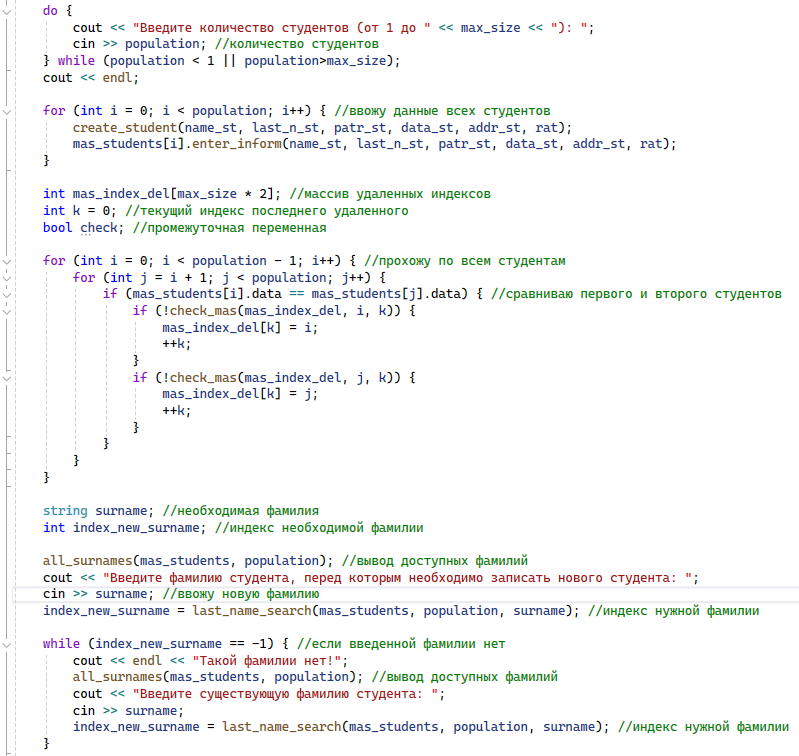 do {
    cout << "Введите количество студентов (от 1 до " << max_size << "): ";
    cin >> population; //количество студентов
} while (population < 1 || population>max_size);
cout << endl;

for (int i = 0; i < population; i++) { //ввожу данные всех студентов
    create_student(name_st, last_n_st, patr_st, data_st, addr_st, rat);
    mas_students[i].enter_inform(name_st, last_n_st, patr_st, data_st, addr_st, rat);
}

int mas_index_del[max_size * 2]; //массив удаленных индексов
int k = 0; //текущий индекс последнего удаленного
bool check; //промежуточная переменная

for (int i = 0; i < population - 1; i++) { //прохожу по всем студентам
    for (int j = i + 1; j < population; j++) {
        if (mas_students[i].data == mas_students[j].data) { //сравниваю первого и второго студентов
            if (!check_mas(mas_index_del, i, k)) {
                mas_index_del[k] = i;
                ++k;
            }
            if (!check_mas(mas_index_del, j, k)) {
                mas_index_del[k] = j;
                ++k;
            }
        }
    }
}

string surname; //необходимая фамилия
int index_new_surname; //индекс необходимой фамилии

all_surnames(mas_students, population); //вывод доступных фамилий
cout << "Введите фамилию студента, перед которым необходимо записать нового студента: ";
cin >> surname; //ввожу новую фамилию
index_new_surname = last_name_search(mas_students, population, surname); //индекс нужной фамилии

while (index_new_surname == -1) { //если введенной фамилии нет
    cout << endl << "Такой фамилии нет!";
    all_surnames(mas_students, population); //вывод доступных фамилий
    cout << "Введите существующую фамилию студента: ";
    cin >> surname;
    index_new_surname = last_name_search(mas_students, population, surname); //индекс нужной фамилии
}